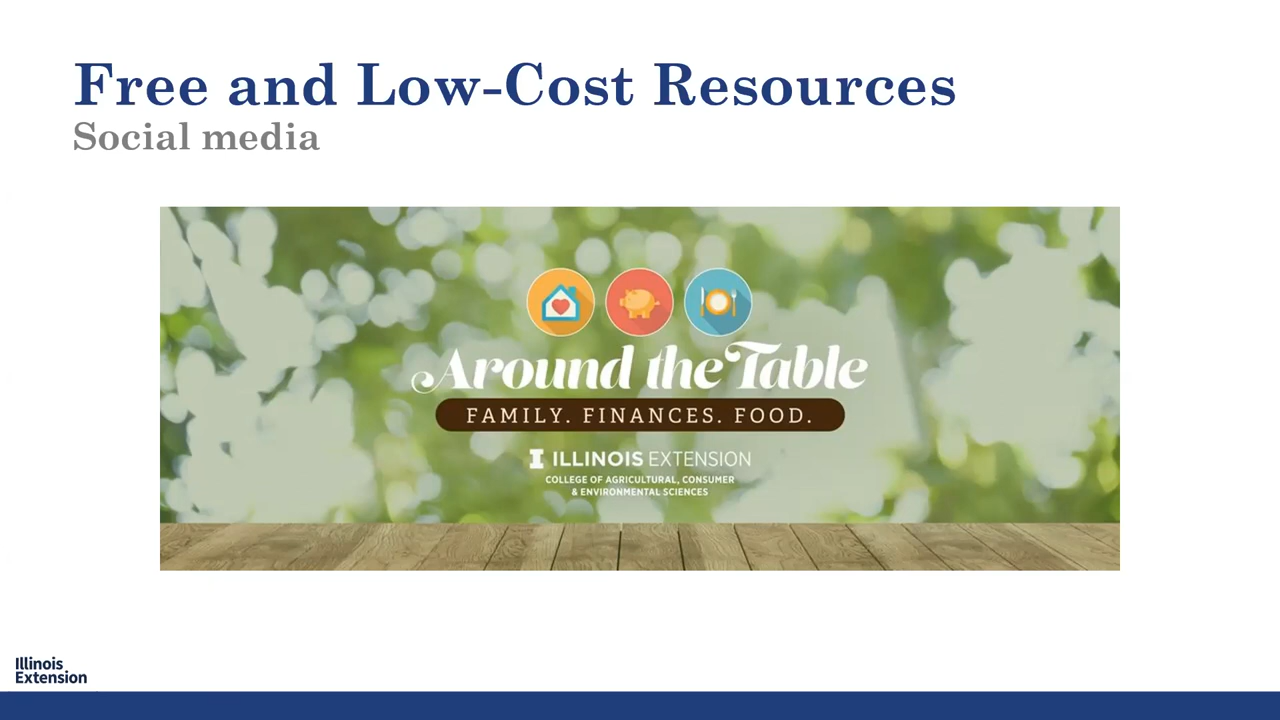 Free and Low-Cost Resources
Social media
Around the Table
FAMILY. FINANCES. FOOD.
I ILLINOIS EXTENSION
COLLEGE OF AGRICULTURAL, CONSUMER
& ENVIRONMENTAL SCIENCES
Illinois
Extension